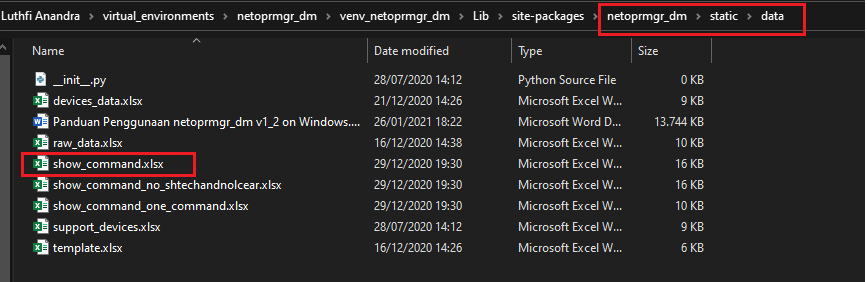 Luthfi Anandra › virtual_environments › netoprmgr_dm › venv_netoprmgr_dm › Lib › site-packages › netoprmgr_dm › static › data
Name Date modified Type Size
__init__.py 28/07/2020 14:12 Python Source File 0 KB
devices_data.xlsx 21/12/2020 14:26 Microsoft Excel W... 9 KB
Panduan Penggunaan netoprmgr_dm v1_2 on Windows.... 26/01/2021 18:22 Microsoft Word D... 13.744 KB
raw_data.xlsx 16/12/2020 14:38 Microsoft Excel W... 10 KB
show_command.xlsx 29/12/2020 19:30 Microsoft Excel W... 16 KB
show_command_no_shtechandnolcear.xlsx 29/12/2020 19:30 Microsoft Excel W... 16 KB
show_command_one_command.xlsx 29/12/2020 19:30 Microsoft Excel W... 10 KB
support_devices.xlsx 28/07/2020 14:12 Microsoft Excel W... 9 KB
template.xlsx 16/12/2020 14:26 Microsoft Excel W... 6 KB